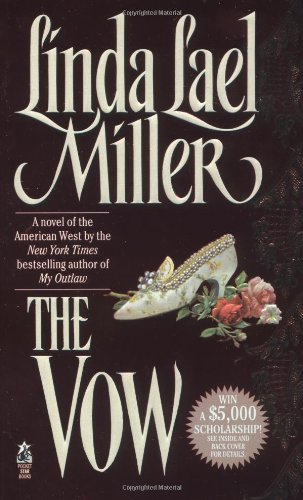 Linda Lael
Miller
A novel of the
American West by the
New York Times
bestselling author of
My Outlaw
THE
VOW
WIN
A $5,000
SCHOLARSHIP!
SEE INSIDE AND
BACK COVER
FOR DETAILS.
POCKET
STAR
BOOKS